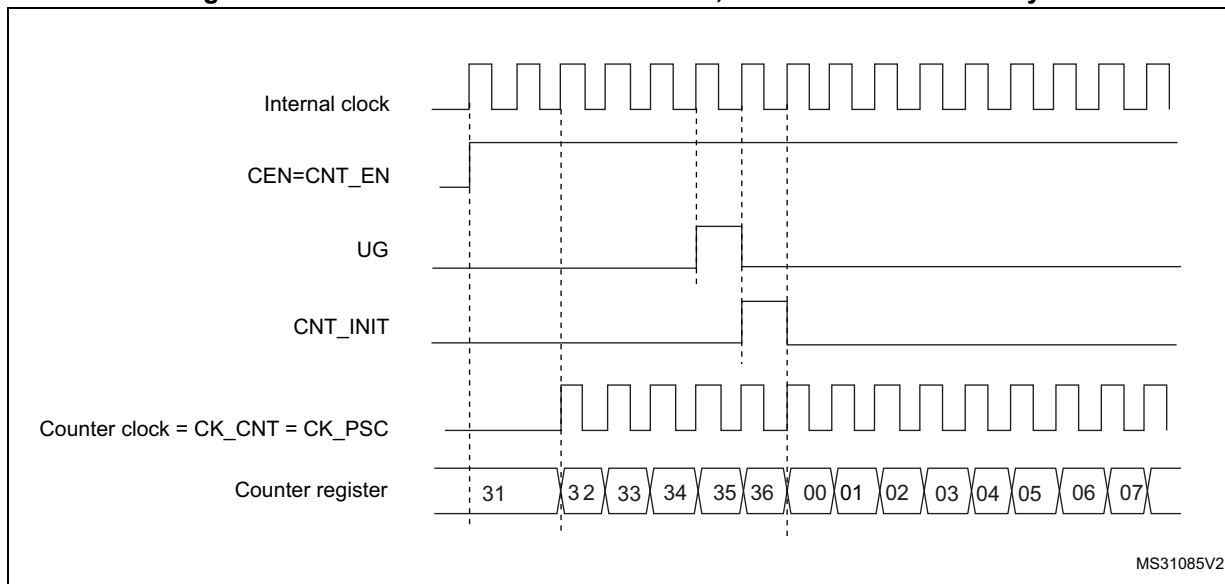 Internal clock
CEN=CNT_EN
UG
CNT_INIT
Counter clock = CK_CNT = CK_PSC
Counter register 31 32 33 34 35 36 00 01 02 03 04 05 06 07
MS31085V2